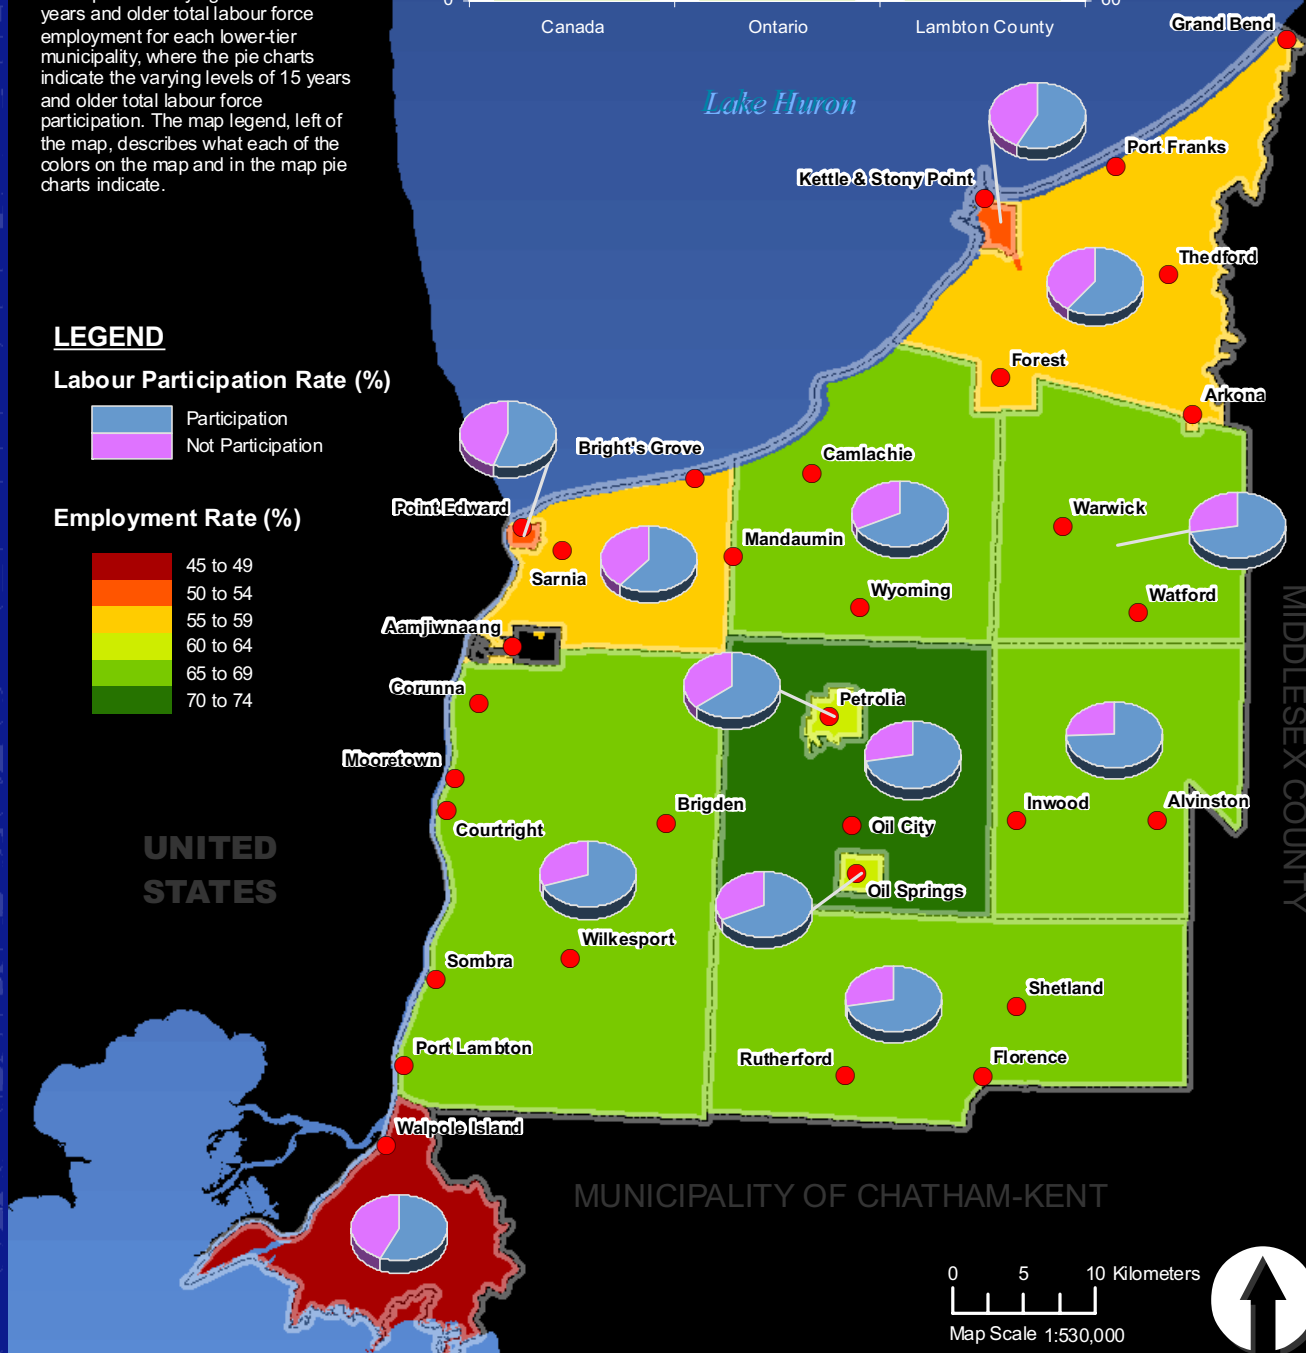 years and older total labour force
employment for each lower-tier
municipality, where the pie charts
indicate the varying levels of 15 years
and older total labour force
participation. The map legend, left of
the map, describes what each of the
colors on the map and in the map pie
charts indicate.
Canada
Ontario
Lambton County
Grand Bend
Lake Huron
Port Franks
Kettle & Stony Point
Thedford
LEGEND
Labour Participation Rate (%)
Participation
Not Participation
Forest
Arkona
Bright's Grove
Camlachie
Point Edward
Warwick
Employment Rate (%)
45 to 49
50 to 54
55 to 59
60 to 64
65 to 69
70 to 74
Mandaumin
Sarnia
Wyoming
Watford
Aamjiwnaang
Corunna
Petrolia
MIDDLESEX COUNTY
Mooretown
Brigden
Inwood
Alvinston
Courtright
Oil City
UNITED
STATES
Oil Springs
Wilkesport
Sombra
Shetland
Port Lambton
Rutherford
Florence
Walpole Island
MUNICIPALITY OF CHATHAM-KENT
0 5 10 Kilometers
Map Scale 1:530,000